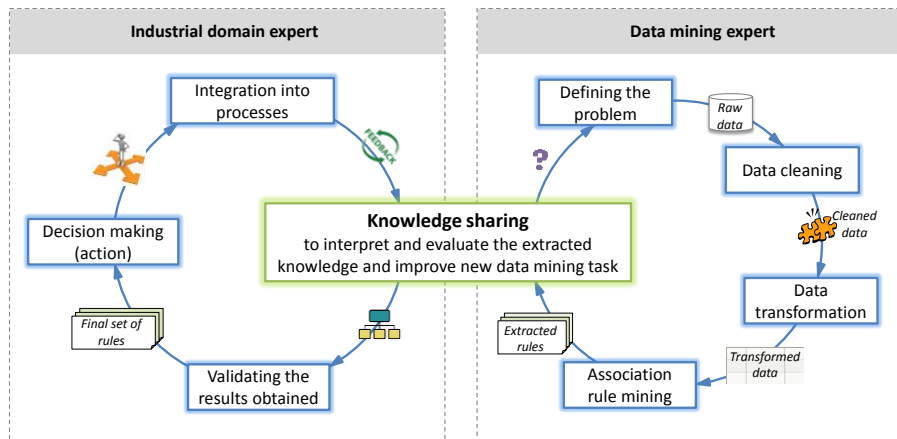 Industrial domain expert
Data mining expert
Integration into
processes
FEEDBACK
Decision making
(action)
Final set of
rules
Validating the
results obtained
Knowledge sharing
to interpret and evaluate the extracted
knowledge and improve new data mining task
?
Defining the
problem
Raw
data
Data cleaning
Cleaned
data
Data
transformation
Transformed
data
Association
rule mining
Extracted
rules